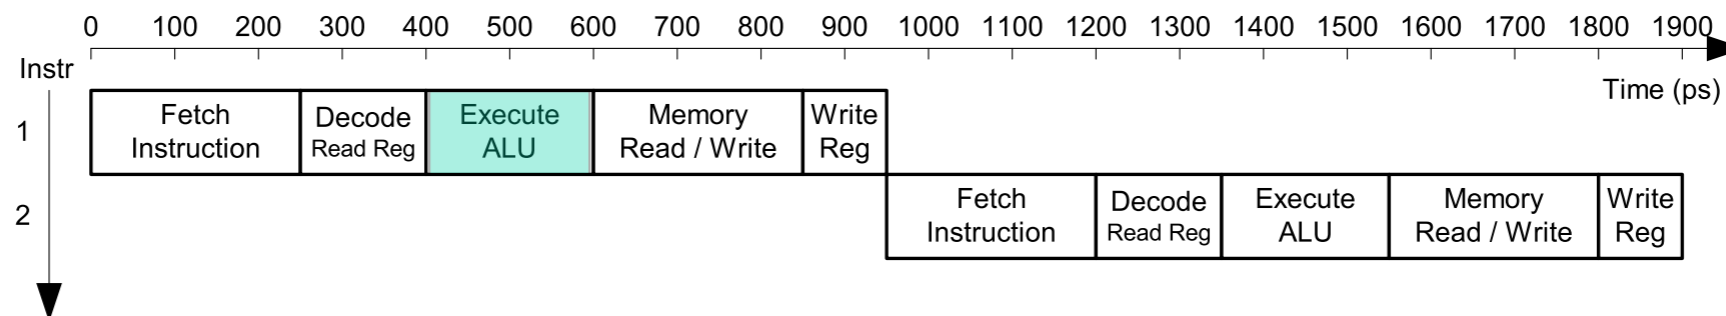 0 100 200 300 400 500 600 700 800 900 1000 1100 1200 1300 1400 1500 1600 1700 1800 1900
Instr
Time (ps)
1
Fetch
Instruction
Decode
Read Reg
Execute
ALU
Memory
Read / Write
Write
Reg
2
Fetch
Instruction
Decode
Read Reg
Execute
ALU
Memory
Read / Write
Write
Reg